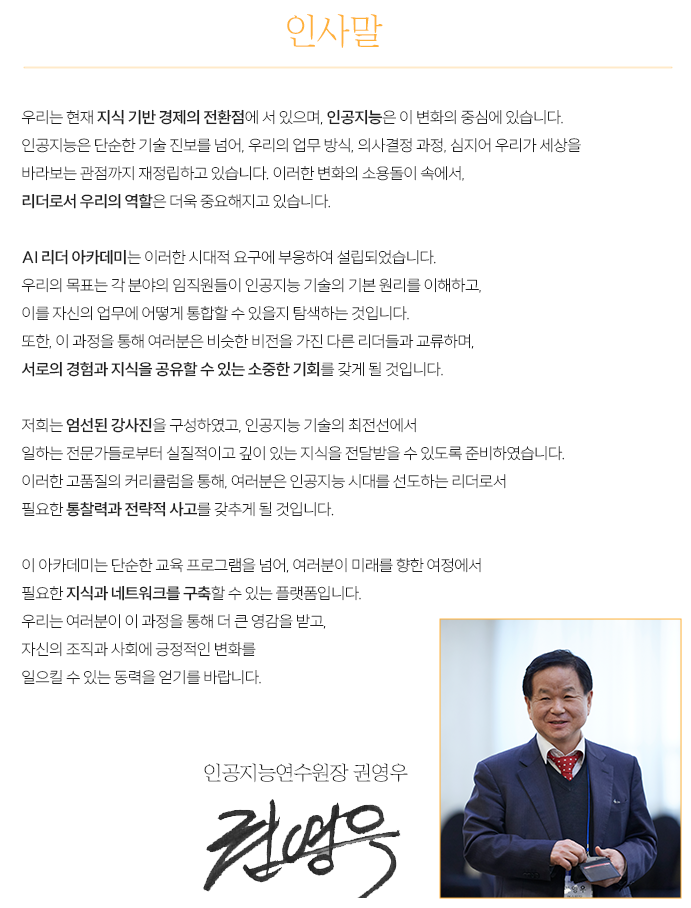 인사말
우리는 현재 지식 기반 경제의 전환점에 서 있으며, 인공지능은 이 변화의 중심에 있습니다.
인공지능은 단순한 기술 진보를 넘어, 우리의 업무 방식, 의사결정 과정, 심지어 우리가 세상을
바라보는 관점까지 재정립하고 있습니다. 이러한 변화의 소용돌이 속에서,
리더로서 우리의 역할은 더욱 중요해지고 있습니다.
AI 리더 아카데미는 이러한 시대적 요구에 부응하여 설립되었습니다.
우리의 목표는 각 분야의 임직원들이 인공지능 기술의 기본 원리를 이해하고,
이를 자신의 업무에 어떻게 통합할 수 있을지 탐색하는 것입니다.
또한, 이 과정을 통해 여러분은 비슷한 비전을 가진 다른 리더들과 교류하며,
서로의 경험과 지식을 공유할 수 있는 소중한 기회를 갖게 될 것입니다.
저희는 엄선된 강사진을 구성하였고, 인공지능 기술의 최전선에서
일하는 전문가들로부터 실질적이고 깊이 있는 지식을 전달받을 수 있도록 준비하였습니다.
이러한 고품질의 커리큘럼을 통해, 여러분은 인공지능 시대를 선도하는 리더로서
필요한 통찰력과 전략적 사고를 갖추게 될 것입니다.
이 아카데미는 단순한 교육 프로그램을 넘어, 여러분이 미래를 향한 여정에서
필요한 지식과 네트워크를 구축할 수 있는 플랫폼입니다.
우리는 여러분이 이 과정을 통해 더 큰 영감을 받고,
자신의 조직과 사회에 긍정적인 변화를
일으킬 수 있는 동력을 얻기를 바랍니다.
인공지능연수원장 권영우
권영우